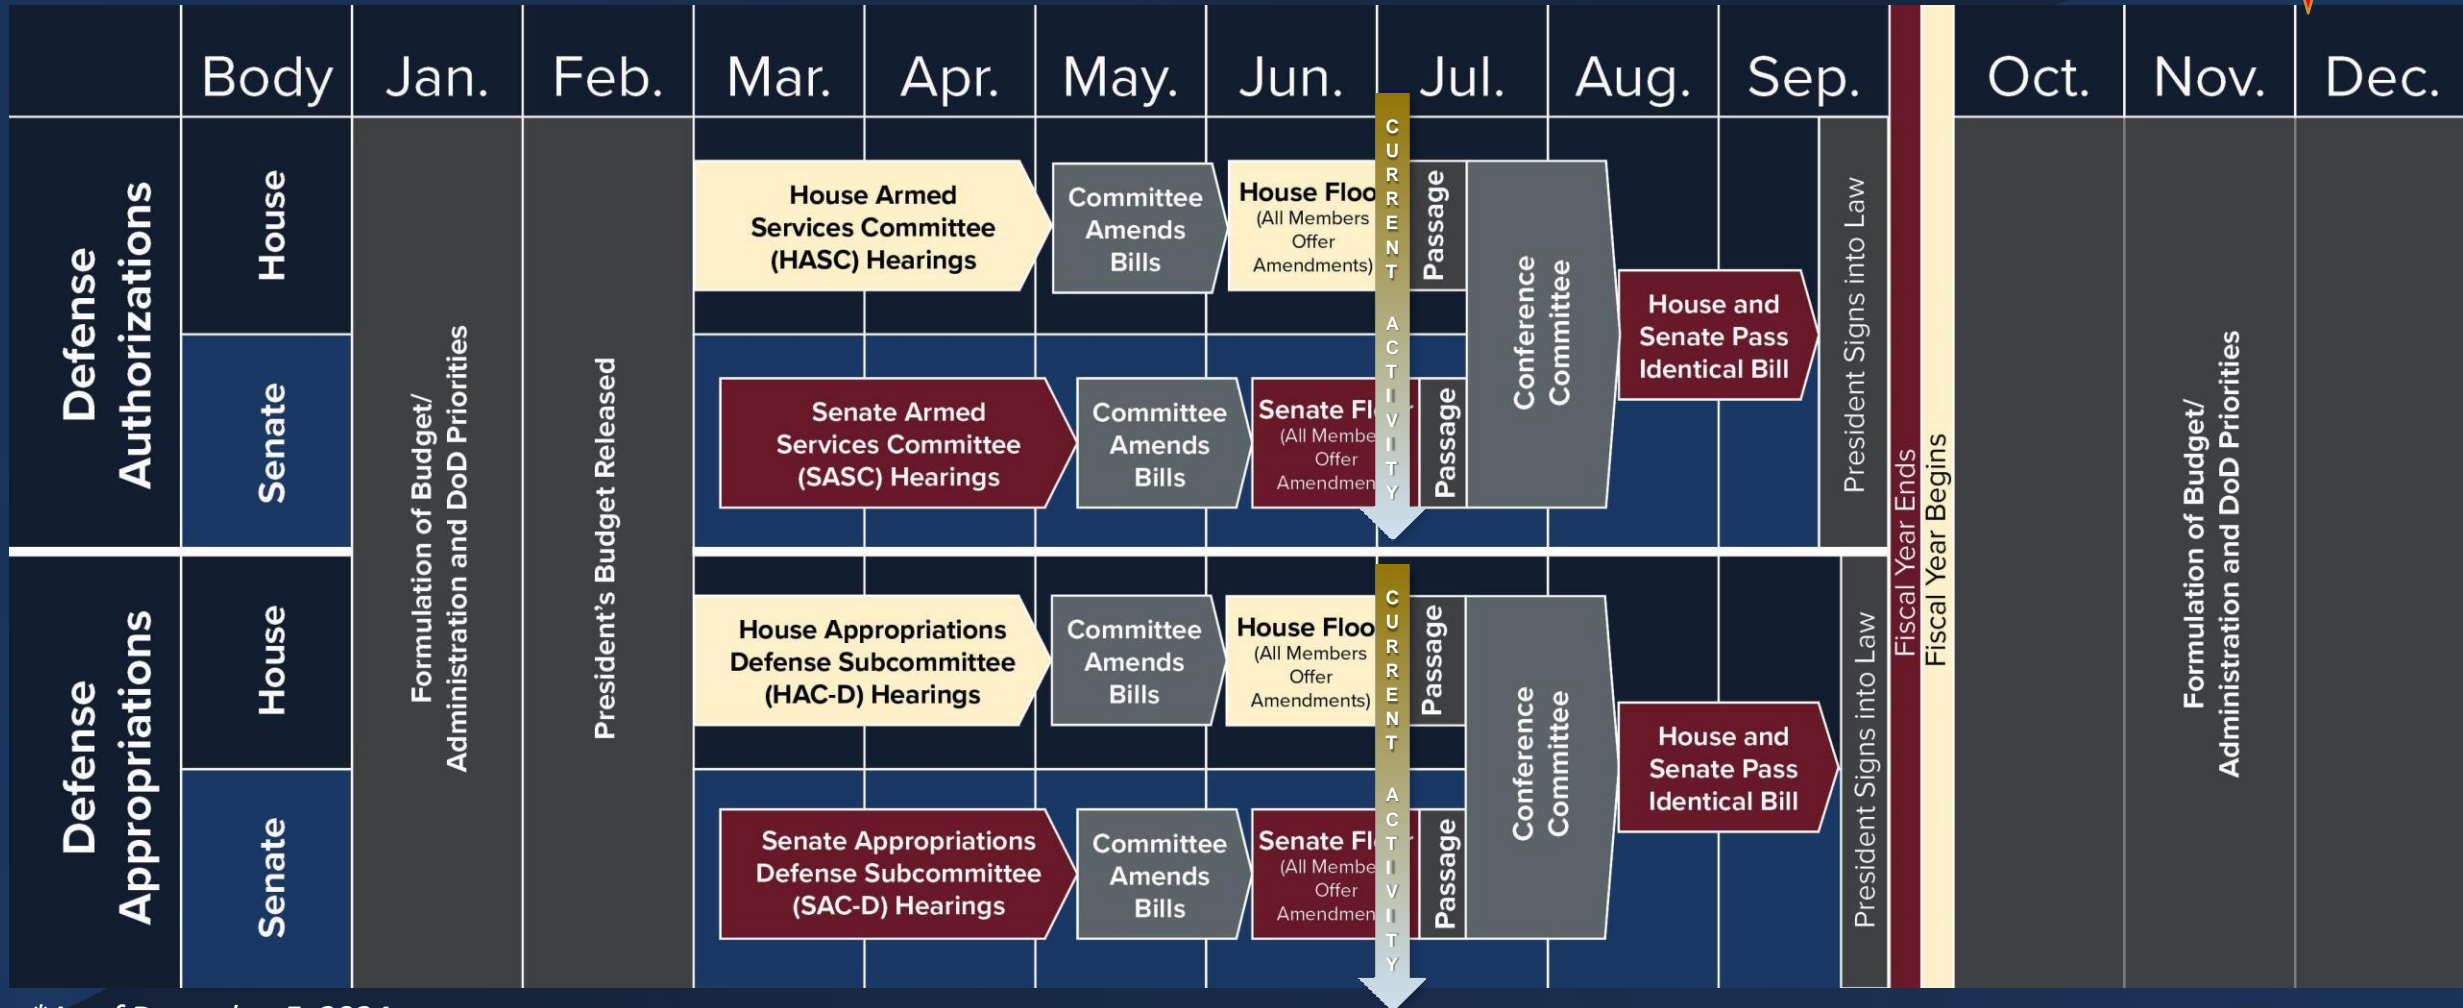 Body Jan. Feb. Mar. Apr. May. Jun. Jul. Aug. Sep. Oct. Nov. Dec.
Defense
Authorizations
House
Senate
Defense
Appropriations
House
Senate
Formulation of Budget/
Administration and DoD Priorities
President's Budget Released
House Armed
Services Committee
(HASC) Hearings
Committee
Amends
Bills
House Floo
(All Members
Offer
Amendments)
CURRENT ACTIVITY
Passage
Senate Armed
Services Committee
(SASC) Hearings
Committee
Amends
Bills
Senate Fl
(All Membe
Offer
Amendmen
Passage
Conference
Committee
House and
Senate Pass
Identical Bill
President Signs into Law
House Appropriations
Defense Subcommittee
(HAC-D) Hearings
Committee
Amends
Bills
House Floo
(All Members
Offer
Amendments)
CURRENT ACTIVITY
Passage
Senate Appropriations
Defense Subcommittee
(SAC-D) Hearings
Committee
Amends
Bills
Senate Fl
(All Membe
Offer
Amendmen
Passage
Conference
Committee
House and
Senate Pass
Identical Bill
President Signs into Law
Fiscal Year Ends
Fiscal Year Begins
Formulation of Budget/
Administration and DoD Priorities